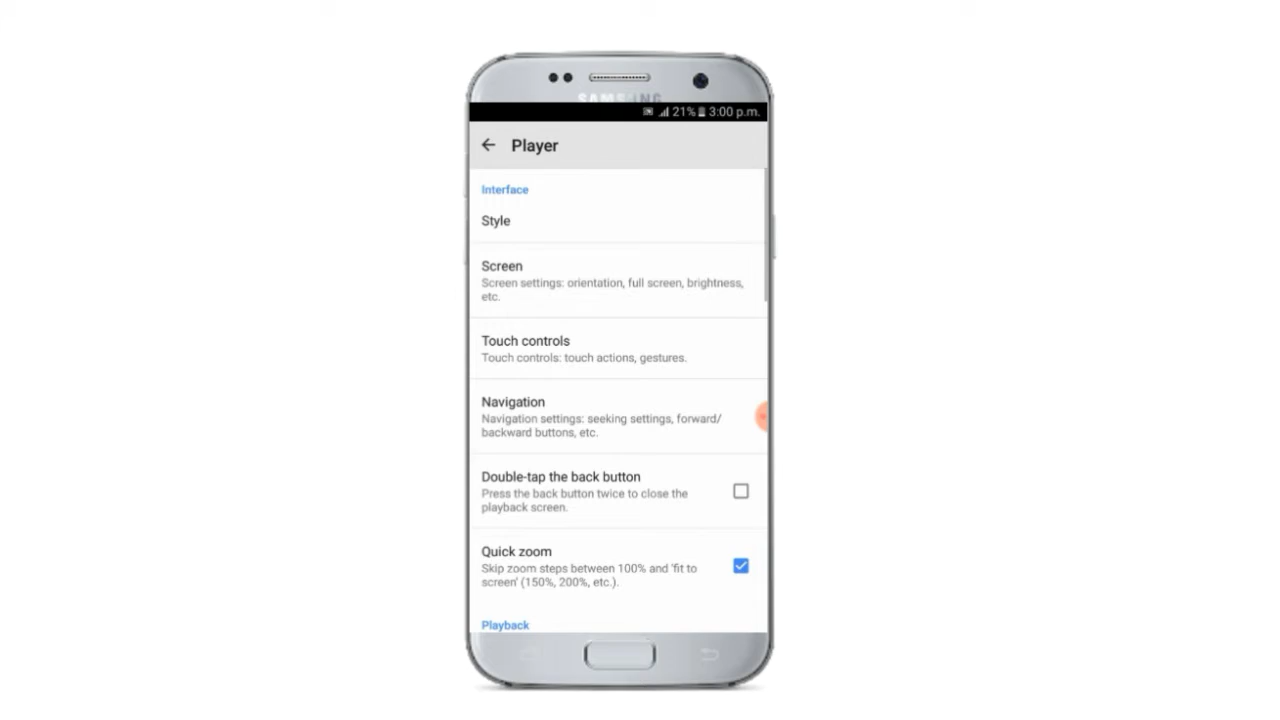 SAMSUNG
21% 3:00 p.m.
Player
Interface
Style
Screen
Screen settings: orientation, full screen, brightness,
etc.
Touch controls
Touch controls: touch actions, gestures.
Navigation
Navigation settings: seeking settings, forward/
backward buttons, etc.
Double-tap the back button
Press the back button twice to close the
playback screen.
Quick zoom
Skip zoom steps between 100% and 'fit to
screen' (150%, 200%, etc.).
Playback